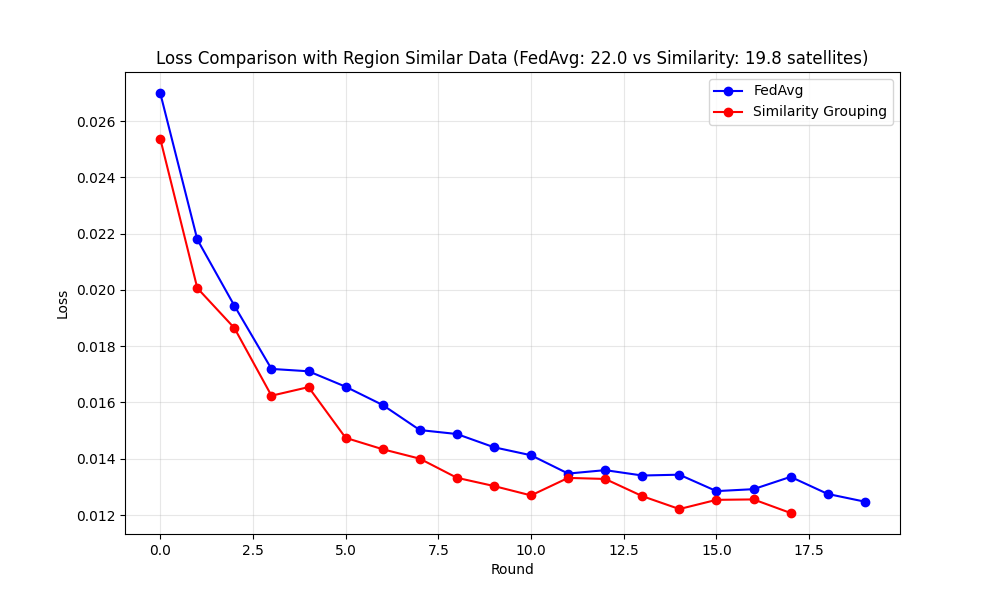 Loss Comparison with Region Similar Data (FedAvg: 22.0 vs Similarity: 19.8 satellites)
FedAvg
Similarity Grouping
Loss
0.026
0.024
0.022
0.020
0.018
0.016
0.014
0.012
0.0 2.5 5.0 7.5 10.0 12.5 15.0 17.5
Round